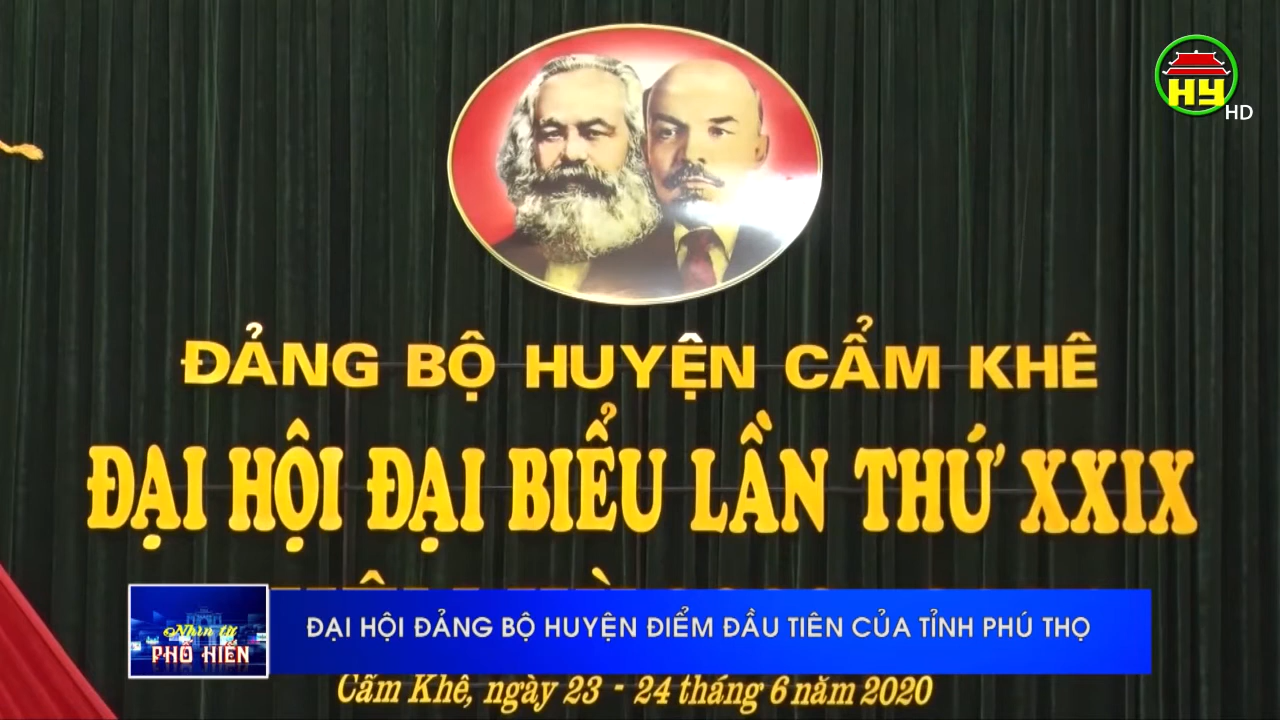 HY
HD
ĐẢNG BỘ HUYỆN CẨM KHÊ
ĐẠI HỘI ĐẠI BIỂU LẦN THỨ XXIX
Nhìn từ
PHỐ HIẾN
ĐẠI HỘI ĐẢNG BỘ HUYỆN ĐIỂM ĐẦU TIÊN CỦA TỈNH PHÚ THỌ
Cẩm Khê, ngày 23 - 24 tháng 6 năm 2020